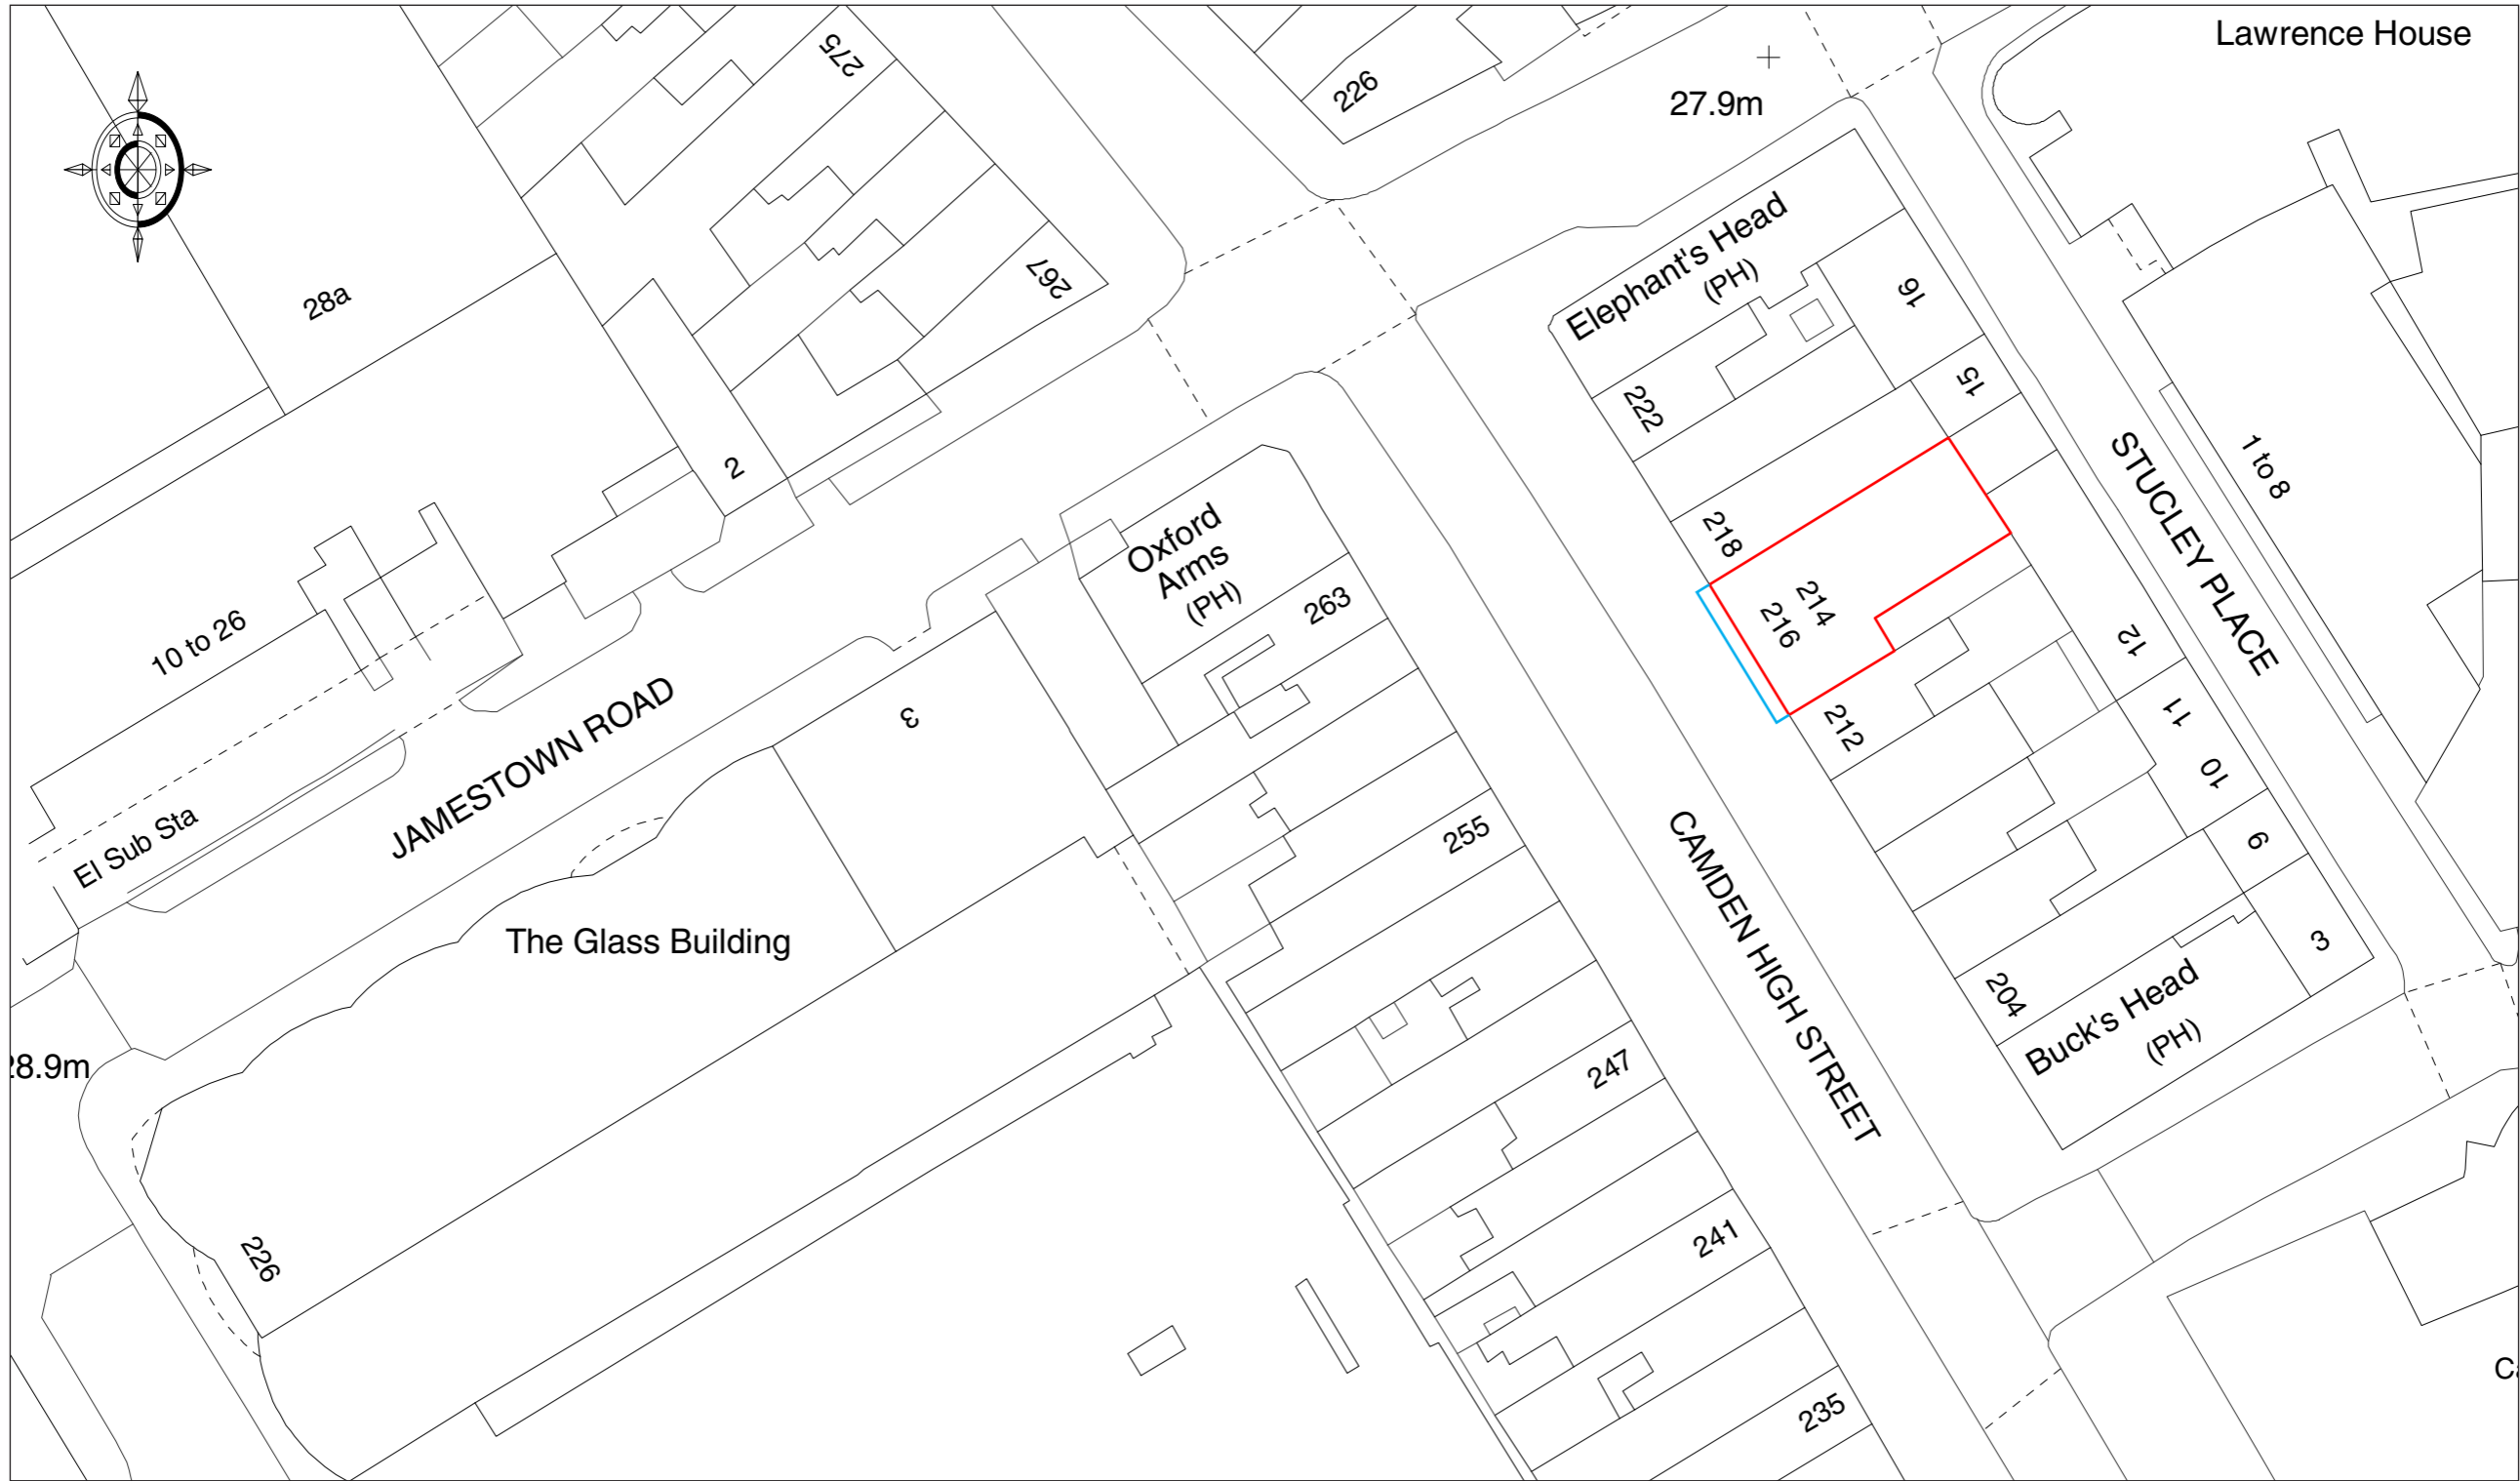 Lawrence House
275
226
27.9m
28a
267
Elephant's Head
(PH)
16
222
15
2
STUCLEY PLACE
1 to 8
218
Oxford
Arms
(PH)
263
214
216
10 to 26
12
JAMESTOWN ROAD
3
212
11
10
El Sub Sta
255
9
CAMDEN HIGH STREET
The Glass Building
3
204
Buck's Head
(PH)
28.9m
247
241
226
235